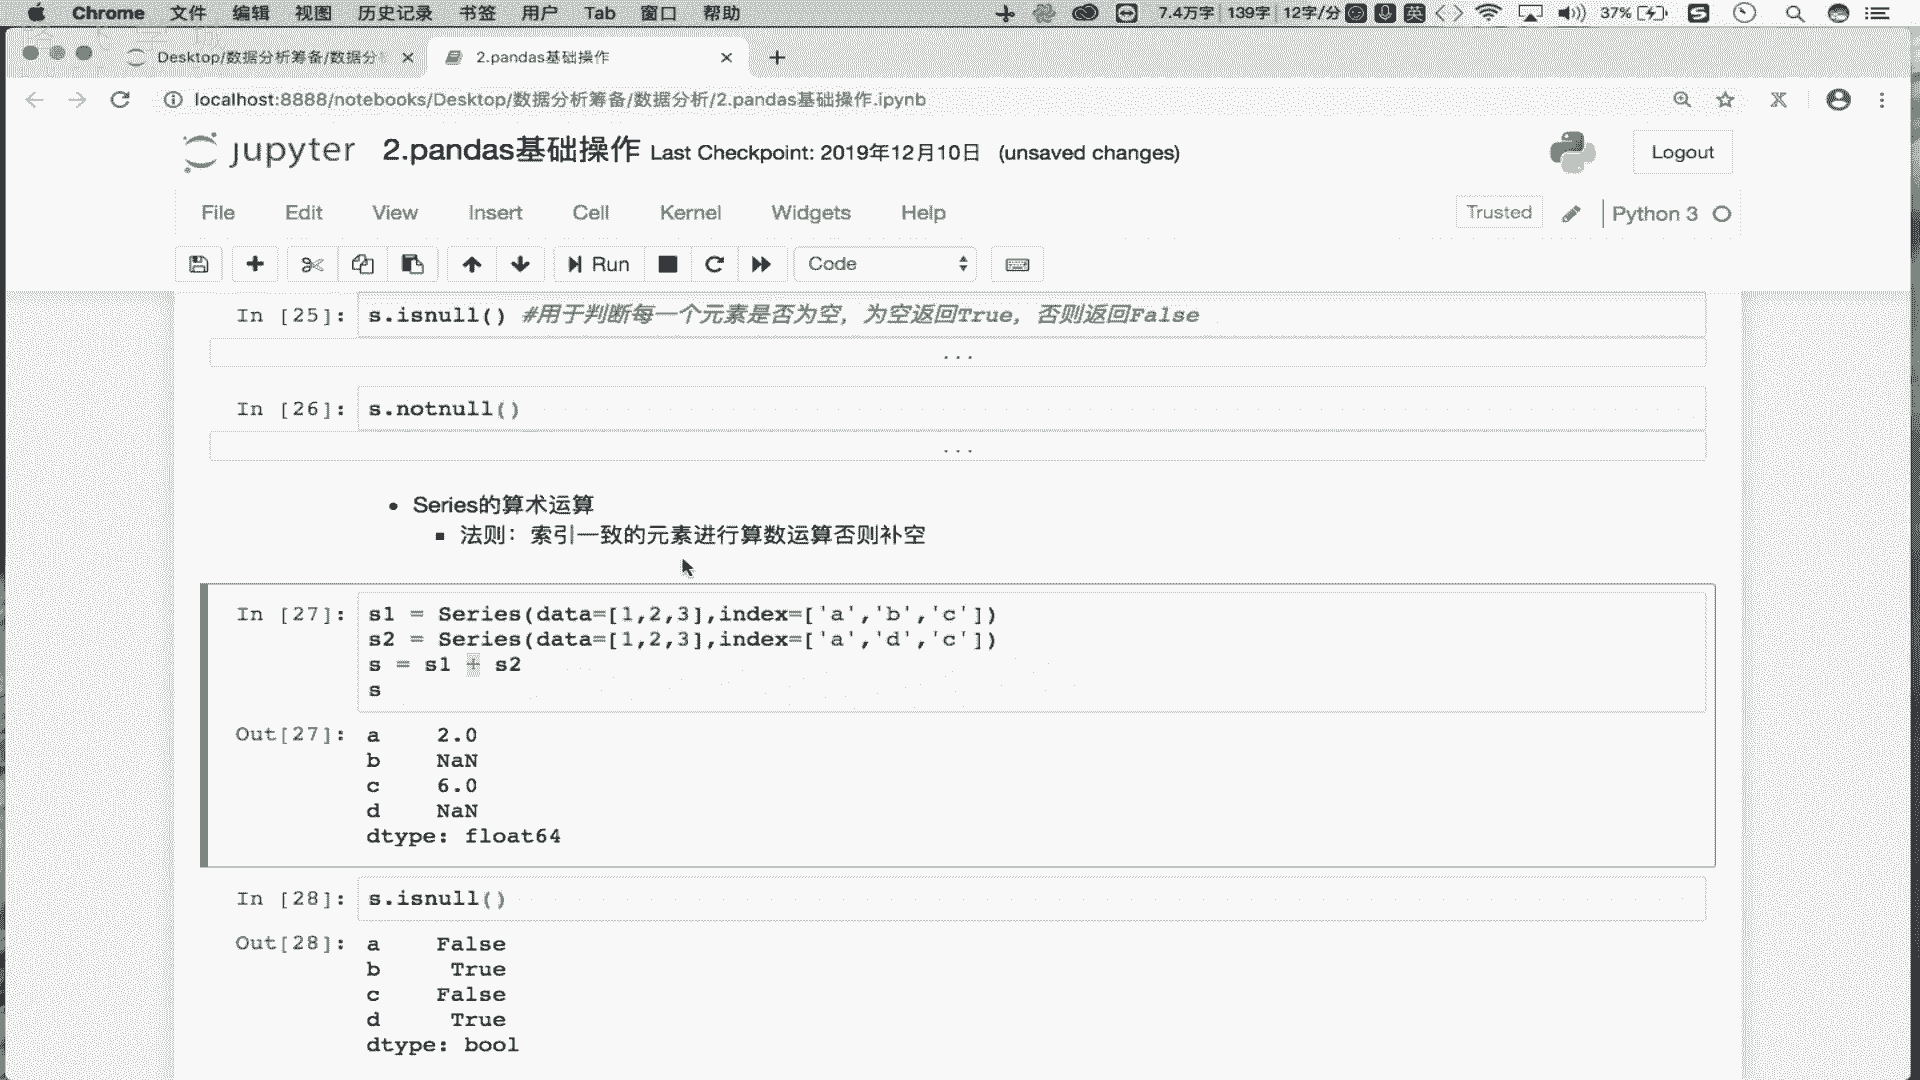 Chrome 文件 编辑 视图 历史记录 书签 用户 Tab 窗口 帮助 7.4万字 139字 12字/分 英 37%
Desktop/数据分析筹备/数据分 2.pandas基础操作
localhost:8888/notebooks/Desktop/数据分析筹备/数据分析/2.pandas基础操作.ipynb
jupyter 2.pandas基础操作 Last Checkpoint: 2019年12月10日 (unsaved changes) Logout
File Edit View Insert Cell Kernel Widgets Help Trusted Python 3
Run Code
In [25]: s.isnull() #用于判断每一个元素是否为空，为空返回True，否则返回False
...
In [26]: s.notnull()
...
• Series的算术运算
▪ 法则：索引一致的元素进行算数运算否则补空
In [27]: s1 = Series(data=[1,2,3],index=['a','b','c'])
s2 = Series(data=[1,2,3],index=['a','d','c'])
s = s1 + s2
s
Out[27]: a 2.0
b NaN
c 6.0
d NaN
dtype: float64
In [28]: s.isnull()
Out[28]: a False
b True
c False
d True
dtype: bool